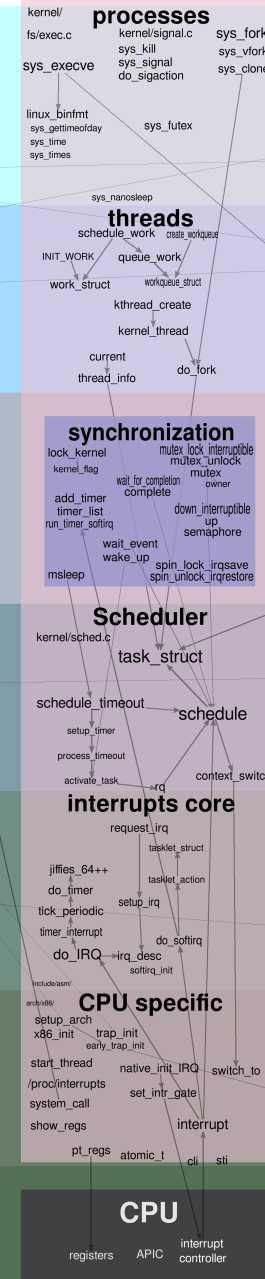 kernel/
processes
fs/exec.c
kernel/signal.c
sys_fork
sys_kill
sys_vfork
sys_signal
sys_execve
do_sigaction
sys_clone
linux_binfmt
sys_gettimeofday
sys_futex
sys_time
sys_times
sys_nanosleep
threads
schedule_work
create_workqueue
INIT_WORK
queue_work
work_struct
workqueue_struct
kthread_create
kernel_thread
current
do_fork
thread_info
synchronization
lock_kernel
mutex_lock_interruptible
mutex_unlock
kernel_flag
mutex
wait_for_completion
owner
complete
add_timer
timer_list
down_interruptible
run_timer_softirq
up
semaphore
wait_event
wake_up
spin_lock_irqsave
msleep
spin_unlock_irqrestore
Scheduler
kernel/sched.c
task_struct
schedule_timeout
schedule
setup_timer
process_timeout
activate_task
rq
context_switc
interrupts core
request_irq
tasklet_struct
jiffies_64++
tasklet_action
do_timer
setup_irq
tick_periodic
timer_interrupt
do_softirq
do_IRQ
irq_desc
softirq_init
include/asm/
arch/x86/
CPU specific
setup_arch
x86_init
trap_init
early_trap_init
start_thread
native_init_IRQ
switch_to
/proc/interrupts
set_intr_gate
system_call
show_regs
interrupt
pt_regs
atomic_t
cli
sti
CPU
registers
APIC
interrupt
controller